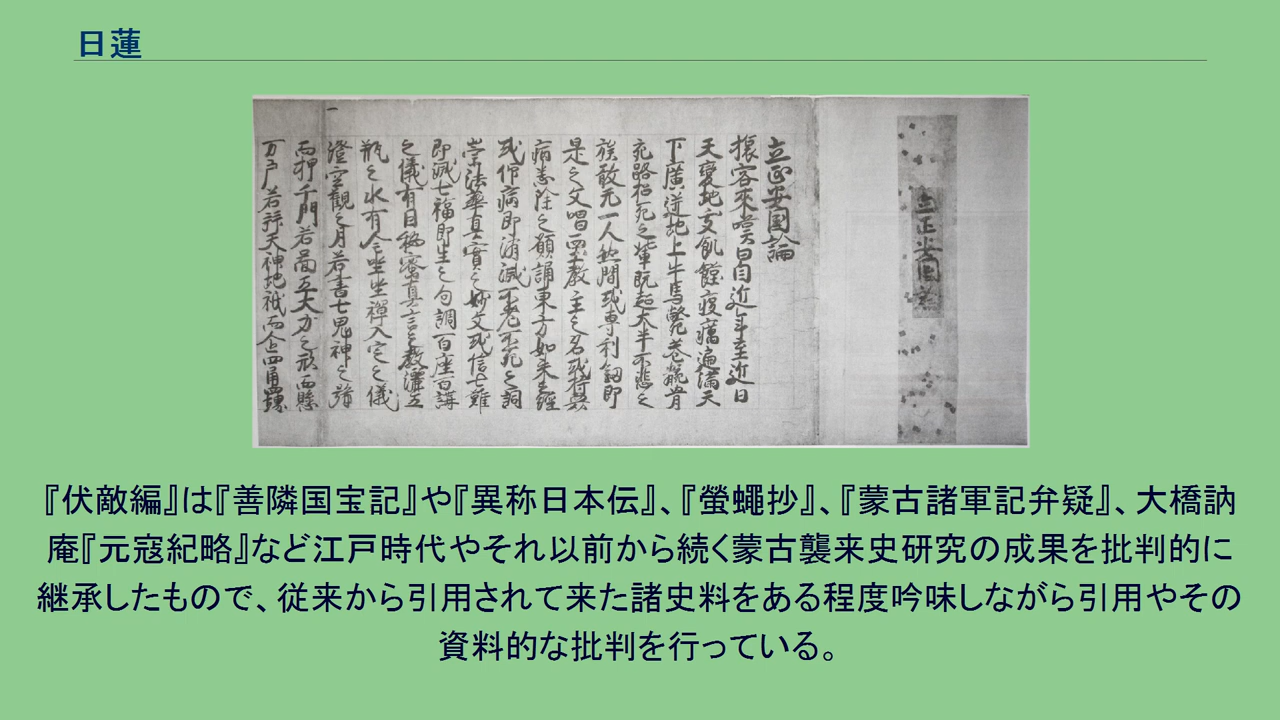 日蓮
立正安国
立正安国論
旅客來嘆曰自近年至近日
天變地夭飢饉疫癘遍滿天
下廣迸地上牛馬斃巷骸骨
充路招死之輩既超大半不悲之
族敢无一人然間或専利釼即
是之文唱西土教主之名或持衆
病悉除之願誦東方如来之經
或仰病即消滅不老不死之詞
崇法華真實之妙文或信七難
即滅七福即生之句調百座百講
之儀有因秘密真言之教灑五
瓶之水有全坐禪入定之儀
澄空觀之月若書七鬼神之号
而押千門若啚五大力之形而懸
万戸若拜天神地祇而企四
『伏敵編』は『善隣国宝記』や『異称日本伝』、『螢蠅抄』、『蒙古諸軍記弁疑』、大橋訥
庵『元寇紀略』など江戸時代やそれ以前から続く蒙古襲来史研究の成果を批判的に
継承したもので、従来から引用されて来た諸史料をある程度吟味しながら引用やその
資料的な批判を行っている。